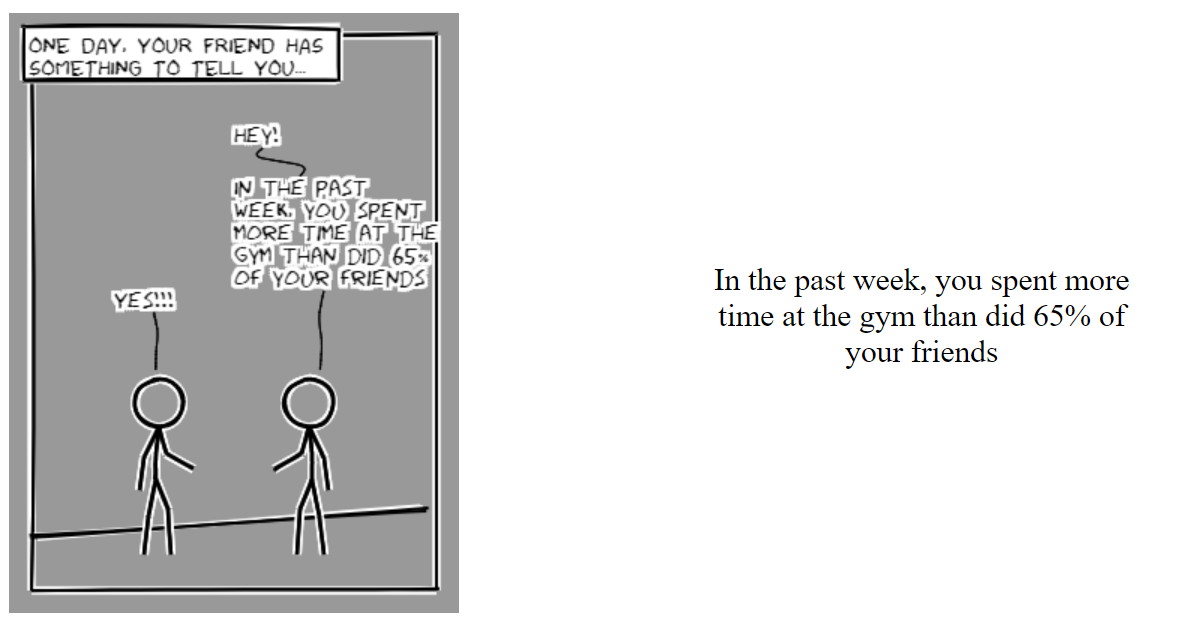 ONE DAY, YOUR FRIEND HAS
SOMETHING TO TELL YOU...
HEY!
IN THE PAST
WEEK, YOU SPENT
MORE TIME AT THE
GYM THAN DID 65%
OF YOUR FRIENDS
YES!!!
In the past week, you spent more
time at the gym than did 65% of
your friends